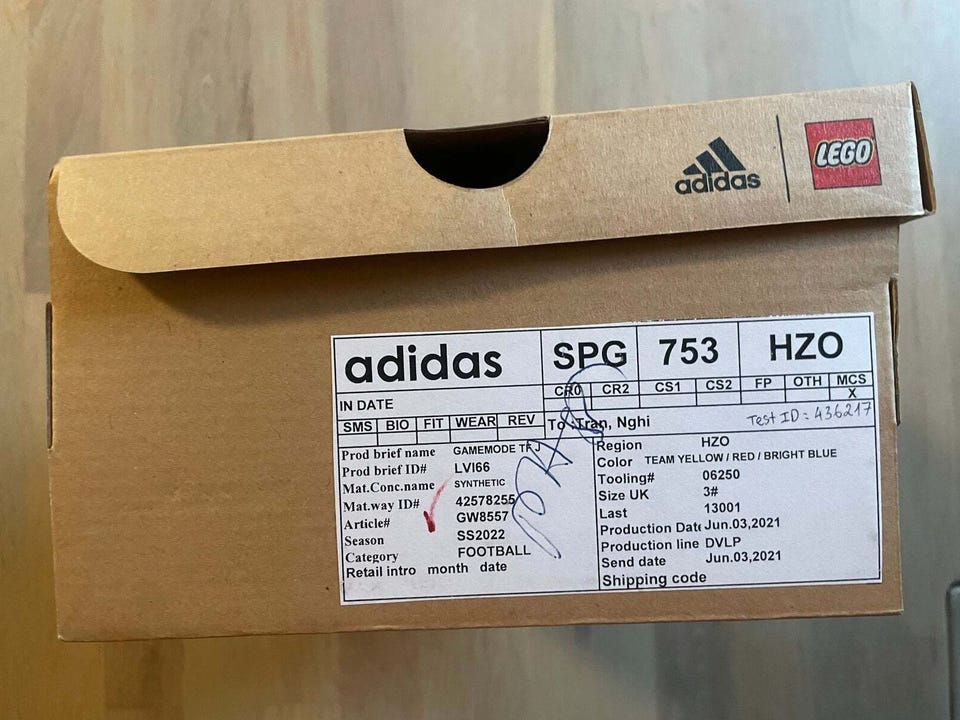 adidas
LEGO
adidas SPG 753 HZO
CR0 CR2 CS1 CS2 FP OTH MCS
X
IN DATE
SMS BIO FIT WEAR REV
To :Tran, Nghi
Test ID = 436217
Prod brief name GAMEMODE TF J
Prod brief ID# LVI66
Mat.Conc.name SYNTHETIC
Mat.way ID# 42578255
Article# GW8557
Season SS2022
Category FOOTBALL
Retail intro month date
Region HZO
Color TEAM YELLOW / RED / BRIGHT BLUE
Tooling# 06250
Size UK 3#
Last 13001
Production Date Jun.03,2021
Production line DVLP
Send date Jun.03,2021
Shipping code